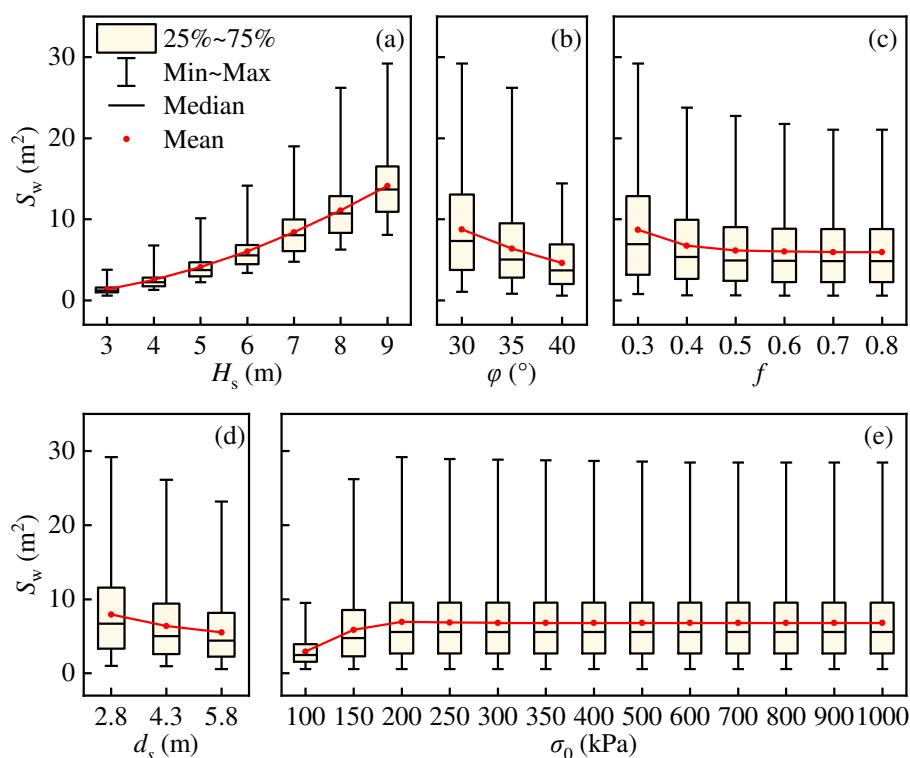 25%~75%
Min~Max
Median
Mean
(a)
(b)
(c)
S_w (m²)
30
20
10
0
3 4 5 6 7 8 9
H_s (m)
30 35 40
φ (°)
0.3 0.4 0.5 0.6 0.7 0.8
f
(d)
(e)
S_w (m²)
30
20
10
0
2.8 4.3 5.8
d_s (m)
100 150 200 250 300 350 400 500 600 700 800 900 1000
σ_0 (kPa)